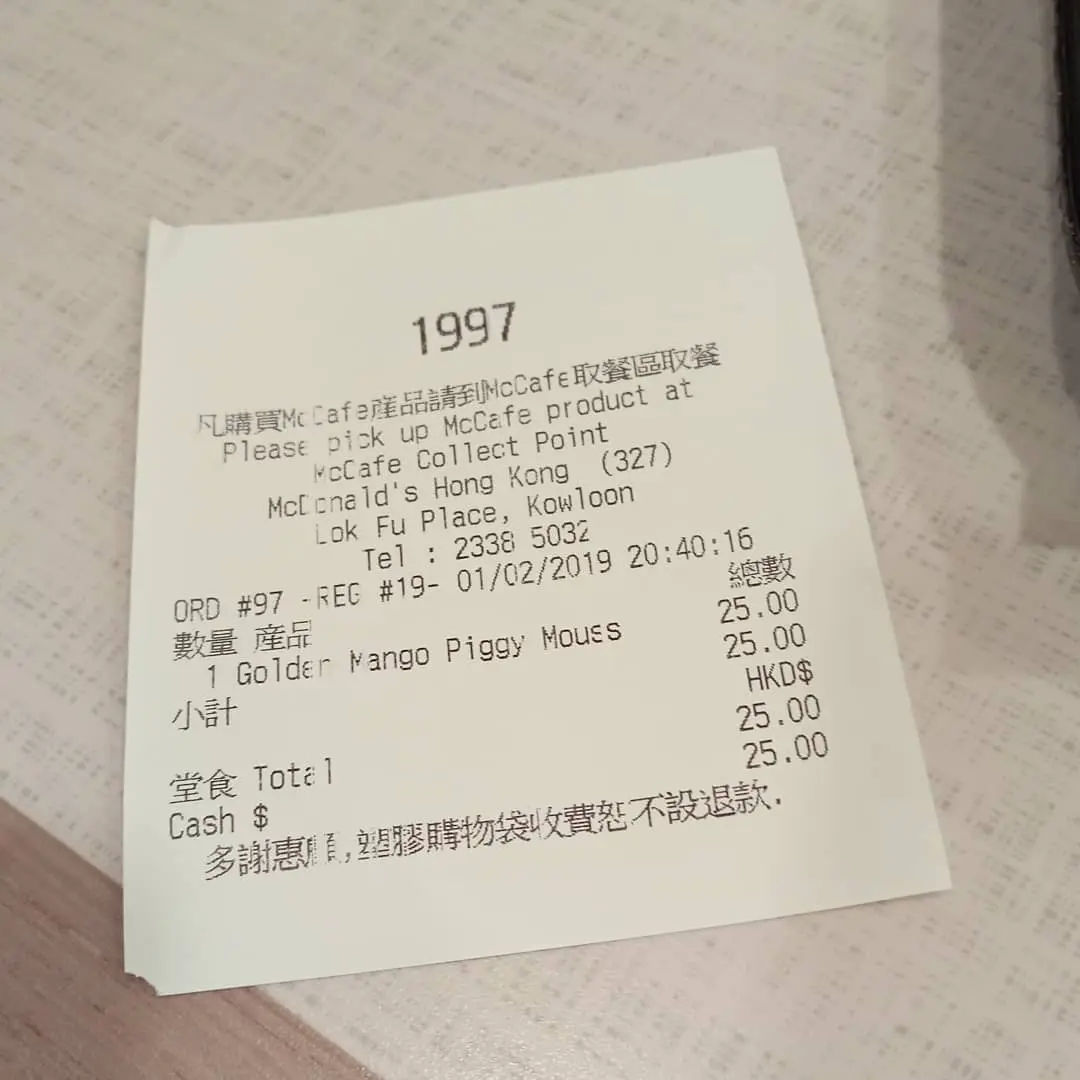 1997
凡購買McCafe產品請到McCafe取餐區取餐
Please pick up McCafe product at
McCafe Collect Point
McDonald's Hong Kong (327)
Lok Fu Place, Kowloon
Tel : 2338 5032
ORD #97 -REG #19- 01/02/2019 20:40:16
數量 產品 總數
1 Golden Mango Piggy Mouss 25.00
小計 25.00
HKD$
堂食 Total 25.00
Cash $ 25.00
多謝惠顧,塑膠購物袋收費恕不設退款.